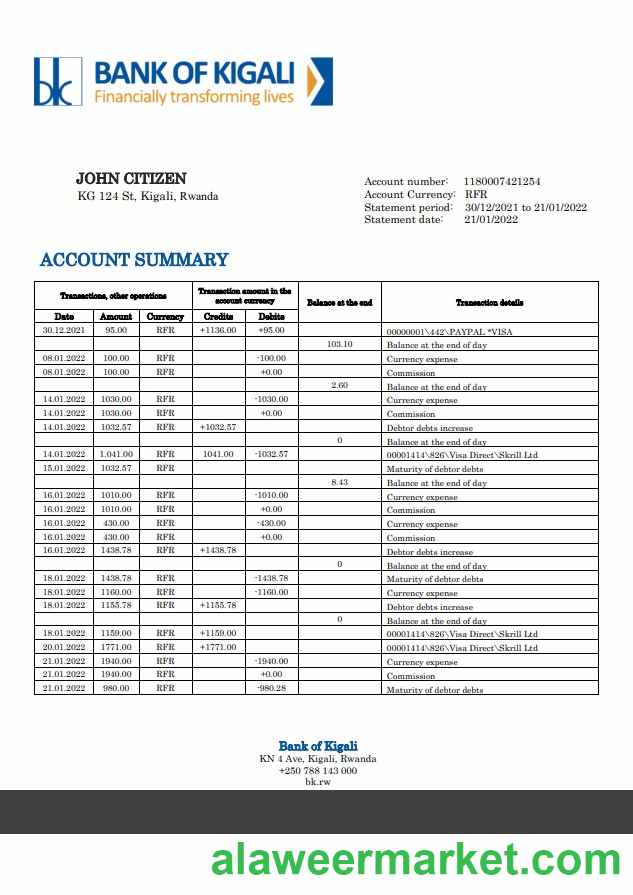 bk BANK OF KIGALI
Financially transforming lives
JOHN CITIZEN
KG 124 St, Kigali, Rwanda
Account number: 1180007421254
Account Currency: RFR
Statement period: 30/12/2021 to 21/01/2022
Statement date: 21/01/2022
ACCOUNT SUMMARY
Transactions, other operations Transaction amount in the account currency Balance at the end Transaction details
Date Amount Currency Credits Debits
30.12.2021 95.00 RFR +1136.00 +95.00 00000001\442\PAYPAL *VISA
103.10 Balance at the end of day
08.01.2022 100.00 RFR -100.00 Currency expense
08.01.2022 100.00 RFR +0.00 Commission
2.60 Balance at the end of day
14.01.2022 1030.00 RFR -1030.00 Currency expense
14.01.2022 1030.00 RFR +0.00 Commission
14.01.2022 1032.57 RFR +1032.57 Debtor debts increase
0 Balance at the end of day
14.01.2022 1.041.00 RFR 1041.00 -1032.57 00001414\826\Visa Direct\Skrill Ltd
15.01.2022 1032.57 RFR Maturity of debtor debts
8.43 Balance at the end of day
16.01.2022 1010.00 RFR -1010.00 Currency expense
16.01.2022 1010.00 RFR +0.00 Commission
16.01.2022 430.00 RFR -430.00 Currency expense
16.01.2022 430.00 RFR +0.00 Commission
16.01.2022 1438.78 RFR +1438.78 Debtor debts increase
0 Balance at the end of day
18.01.2022 1438.78 RFR -1438.78 Maturity of debtor debts
18.01.2022 1160.00 RFR -1160.00 Currency expense
18.01.2022 1155.78 RFR +1155.78 Debtor debts increase
0 Balance at the end of day
18.01.2022 1159.00 RFR +1159.00 00001414\826\Visa Direct\Skrill Ltd
20.01.2022 1771.00 RFR +1771.00 00001414\826\Visa Direct\Skrill Ltd
21.01.2022 1940.00 RFR -1940.00 Currency expense
21.01.2022 1940.00 RFR +0.00 Commission
21.01.2022 980.00 RFR -980.28 Maturity of debtor debts
Bank of Kigali
KN 4 Ave, Kigali, Rwanda
+250 788 143 000
bk.rw
alaweermarket.com